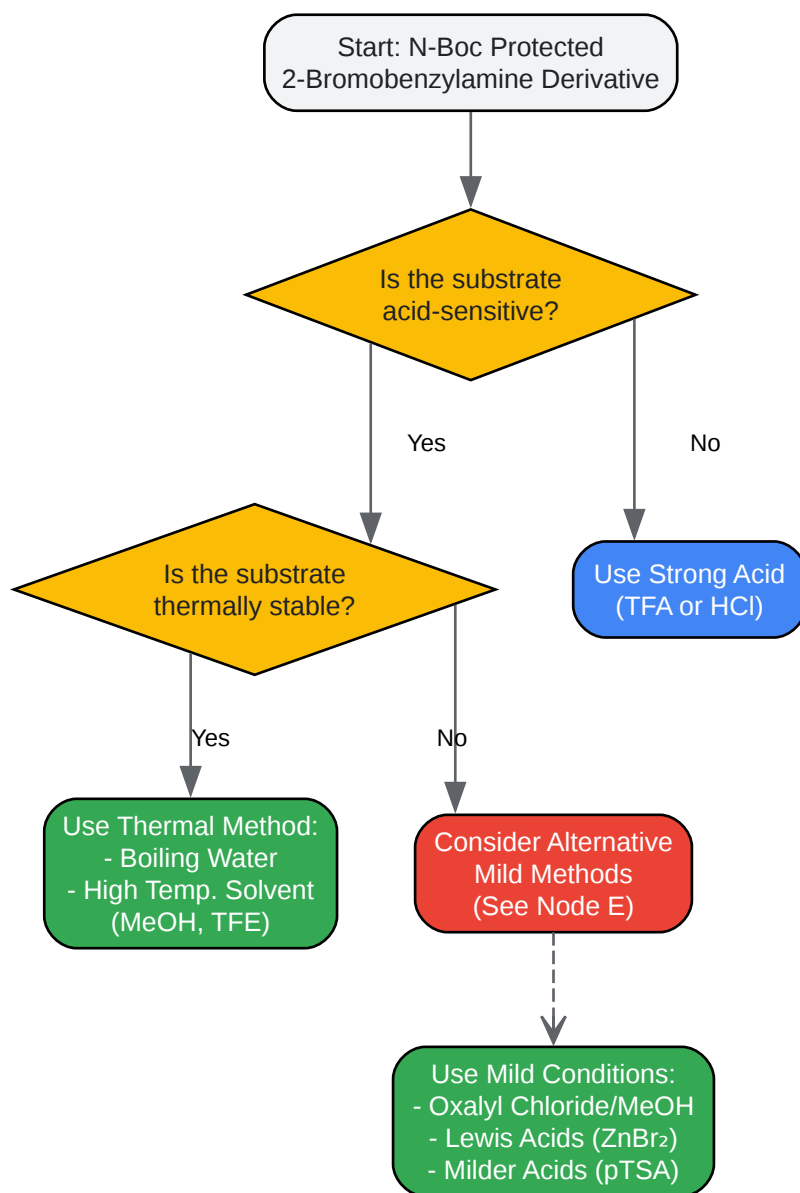 Start: N-Boc Protected
2-Bromobenzylamine Derivative
Is the substrate
acid-sensitive?
Yes
No
Is the substrate
thermally stable?
Use Strong Acid
(TFA or HCl)
Yes
No
Use Thermal Method:
- Boiling Water
- High Temp. Solvent
(MeOH, TFE)
Consider Alternative
Mild Methods
(See Node E)
Use Mild Conditions:
- Oxalyl Chloride/MeOH
- Lewis Acids (ZnBr₂)
- Milder Acids (pTSA)